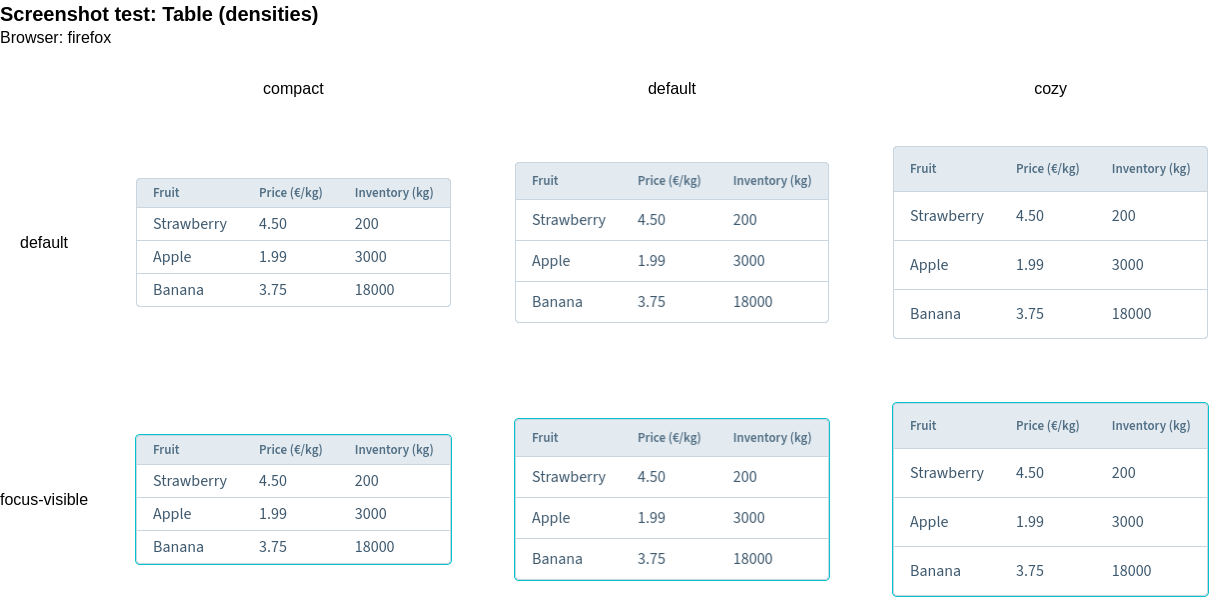 Screenshot test: Table (densities)
Browser: firefox
compact default cozy
default
Fruit Price (€/kg) Inventory (kg)
Strawberry 4.50 200
Apple 1.99 3000
Banana 3.75 18000
Fruit Price (€/kg) Inventory (kg)
Strawberry 4.50 200
Apple 1.99 3000
Banana 3.75 18000
Fruit Price (€/kg) Inventory (kg)
Strawberry 4.50 200
Apple 1.99 3000
Banana 3.75 18000
focus-visible
Fruit Price (€/kg) Inventory (kg)
Strawberry 4.50 200
Apple 1.99 3000
Banana 3.75 18000
Fruit Price (€/kg) Inventory (kg)
Strawberry 4.50 200
Apple 1.99 3000
Banana 3.75 18000
Fruit Price (€/kg) Inventory (kg)
Strawberry 4.50 200
Apple 1.99 3000
Banana 3.75 18000